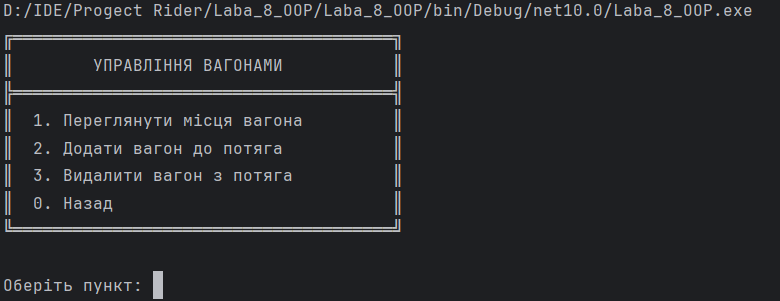 D:/IDE/Progect Rider/Laba_8_OOP/Laba_8_OOP/bin/Debug/net10.0/Laba_8_OOP.exe
УПРАВЛІННЯ ВАГОНАМИ
1. Переглянути місця вагона
2. Додати вагон до потяга
3. Видалити вагон з потяга
0. Назад
Оберіть пункт: